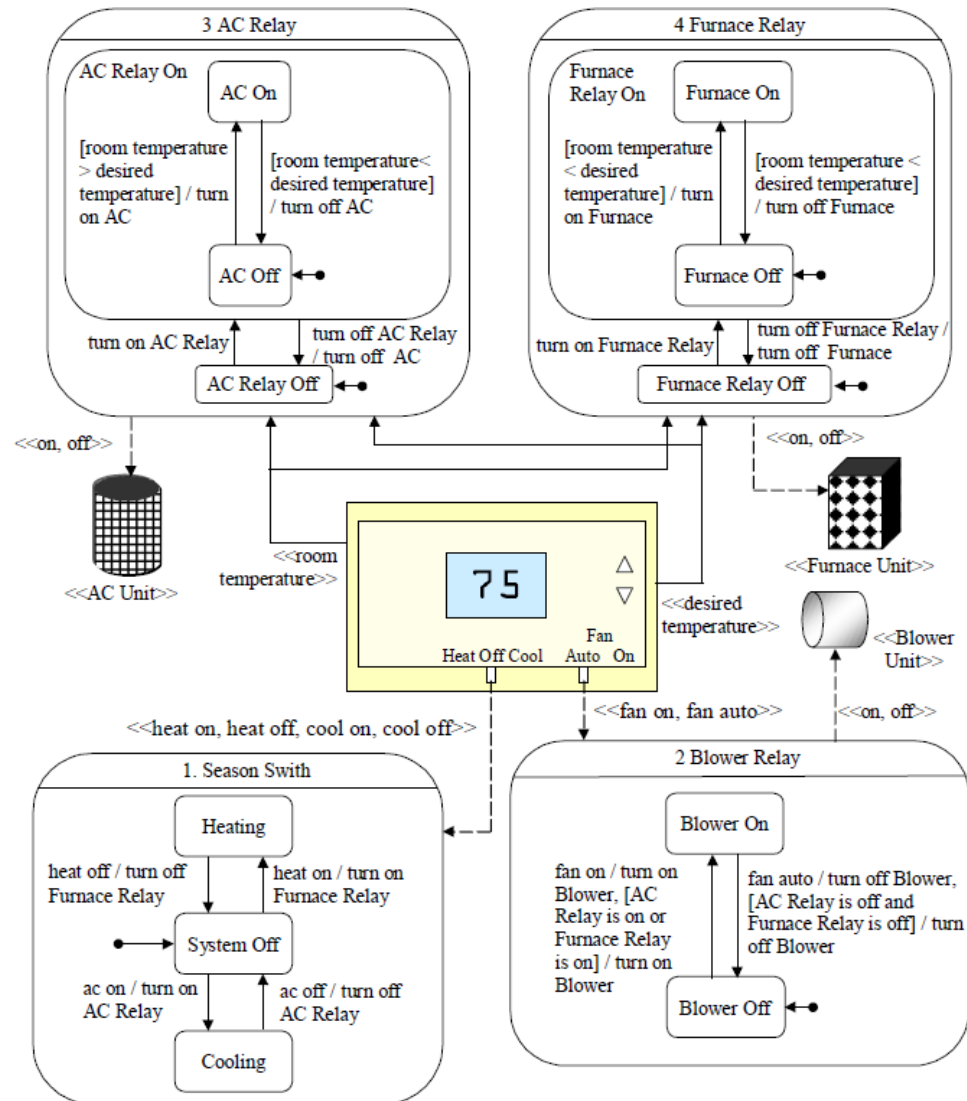 3 AC Relay
AC Relay On
AC On
[room temperature
> desired
temperature] / turn
on AC
[room temperature<
desired temperature]
/ turn off AC
AC Off
turn on AC Relay
turn off AC Relay
/ turn off AC
AC Relay Off
4 Furnace Relay
Furnace
Relay On
Furnace On
[room temperature
< desired
temperature] / turn
on Furnace
[room temperature <
desired temperature]
/ turn off Furnace
Furnace Off
turn on Furnace Relay
turn off Furnace Relay /
turn off Furnace
Furnace Relay Off
<<on, off>>
<<AC Unit>>
<<on, off>>
<<Furnace Unit>>
<<room
temperature>>
75
<<desired
temperature>>
Fan
Heat Off Cool
Auto On
<<Blower
Unit>>
<<heat on, heat off, cool on, cool off>>
<<fan on, fan auto>>
<<on, off>>
1. Season Swith
Heating
heat off / turn off
Furnace Relay
heat on / turn on
Furnace Relay
System Off
ac on / turn on
AC Relay
ac off / turn off
AC Relay
Cooling
2 Blower Relay
Blower On
fan on / turn on
Blower, [AC
Relay is on or
Furnace Relay
is on] / turn on
Blower
fan auto / turn off Blower,
[AC Relay is off and
Furnace Relay is off] / turn
off Blower
Blower Off